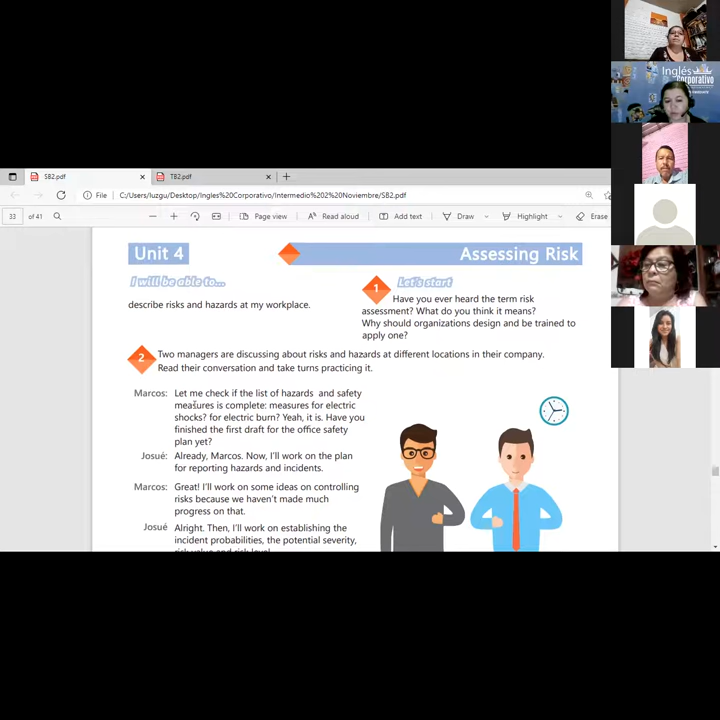 Inglés
Corporativo
SB2.pdf
TB2.pdf
File
C:/Users/luzgu/Desktop/Ingles%20Corporativo/Intermedio%202%20Noviembre/SB2.pdf
33 of 41
Page view
Read aloud
Add text
Draw
Highlight
Erase
Unit 4
Assessing Risk
I will be able to...
describe risks and hazards at my workplace.
1 Let's start
Have you ever heard the term risk
assessment? What do you think it means?
Why should organizations design and be trained to
apply one?
2 Two managers are discussing about risks and hazards at different locations in their company.
Read their conversation and take turns practicing it.
Marcos: Let me check if the list of hazards and safety
measures is complete: measures for electric
shocks? for electric burn? Yeah, it is. Have you
finished the first draft for the office safety
plan yet?
Josué: Already, Marcos. Now, I'll work on the plan
for reporting hazards and incidents.
Marcos: Great! I'll work on some ideas on controlling
risks because we haven't made much
progress on that.
Josué Alright. Then, I'll work on establishing the
incident probabilities, the potential severity,
risk value and risk level.